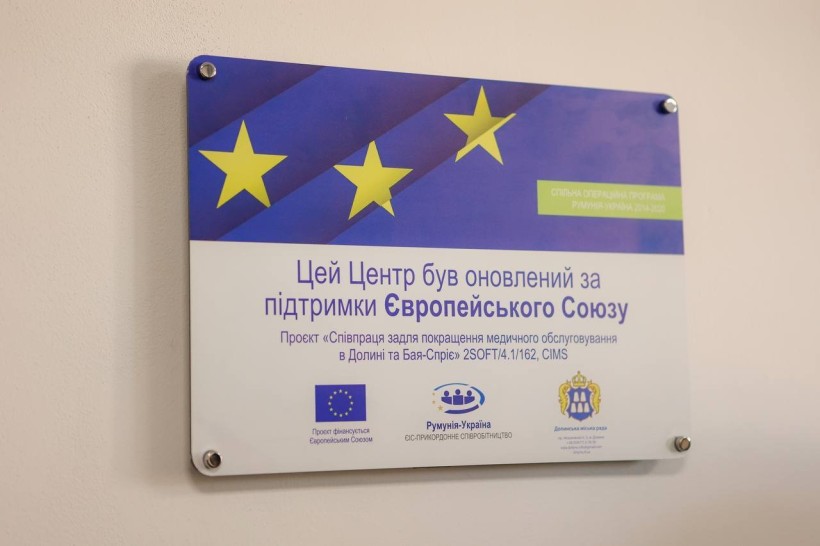 СПІЛЬНА ОПЕРАЦІЙНА ПРОГРАМА
РУМУНІЯ-УКРАЇНА 2014-2020
Цей Центр був оновлений за
підтримки Європейського Союзу
Проєкт «Співпраця задля покращення медичного обслуговування
в Долині та Бая-Спріє» 2SOFT/4.1/162, CIMS
Проєкт фінансується
Європейським Союзом
Румунія-Україна
ЄІС-ПРИКОРДОННЕ СПІВРОБІТНИЦТВО
Долинська міська рада